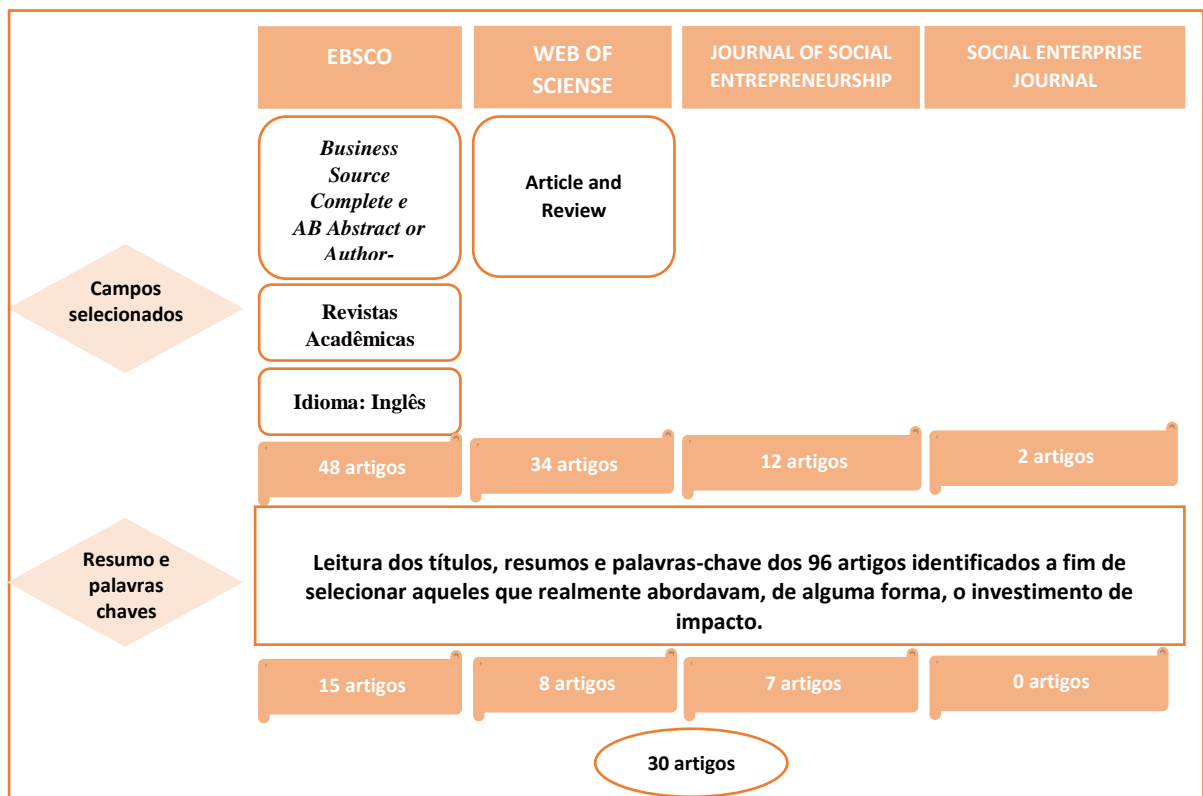 EBSCO
WEB OF
SCIENSE
JOURNAL OF SOCIAL
ENTREPRENEURSHIP
SOCIAL ENTERPRISE
JOURNAL
Campos
selecionados
Business
Source
Complete e
AB Abstract or
Author-
Article and
Review
Revistas
Acadêmicas
Idioma: Inglês
48 artigos
34 artigos
12 artigos
2 artigos
Resumo e
palavras
chaves
Leitura dos títulos, resumos e palavras-chave dos 96 artigos identificados a fim de
selecionar aqueles que realmente abordavam, de alguma forma, o investimento de
impacto.
15 artigos
8 artigos
7 artigos
0 artigos
30 artigos